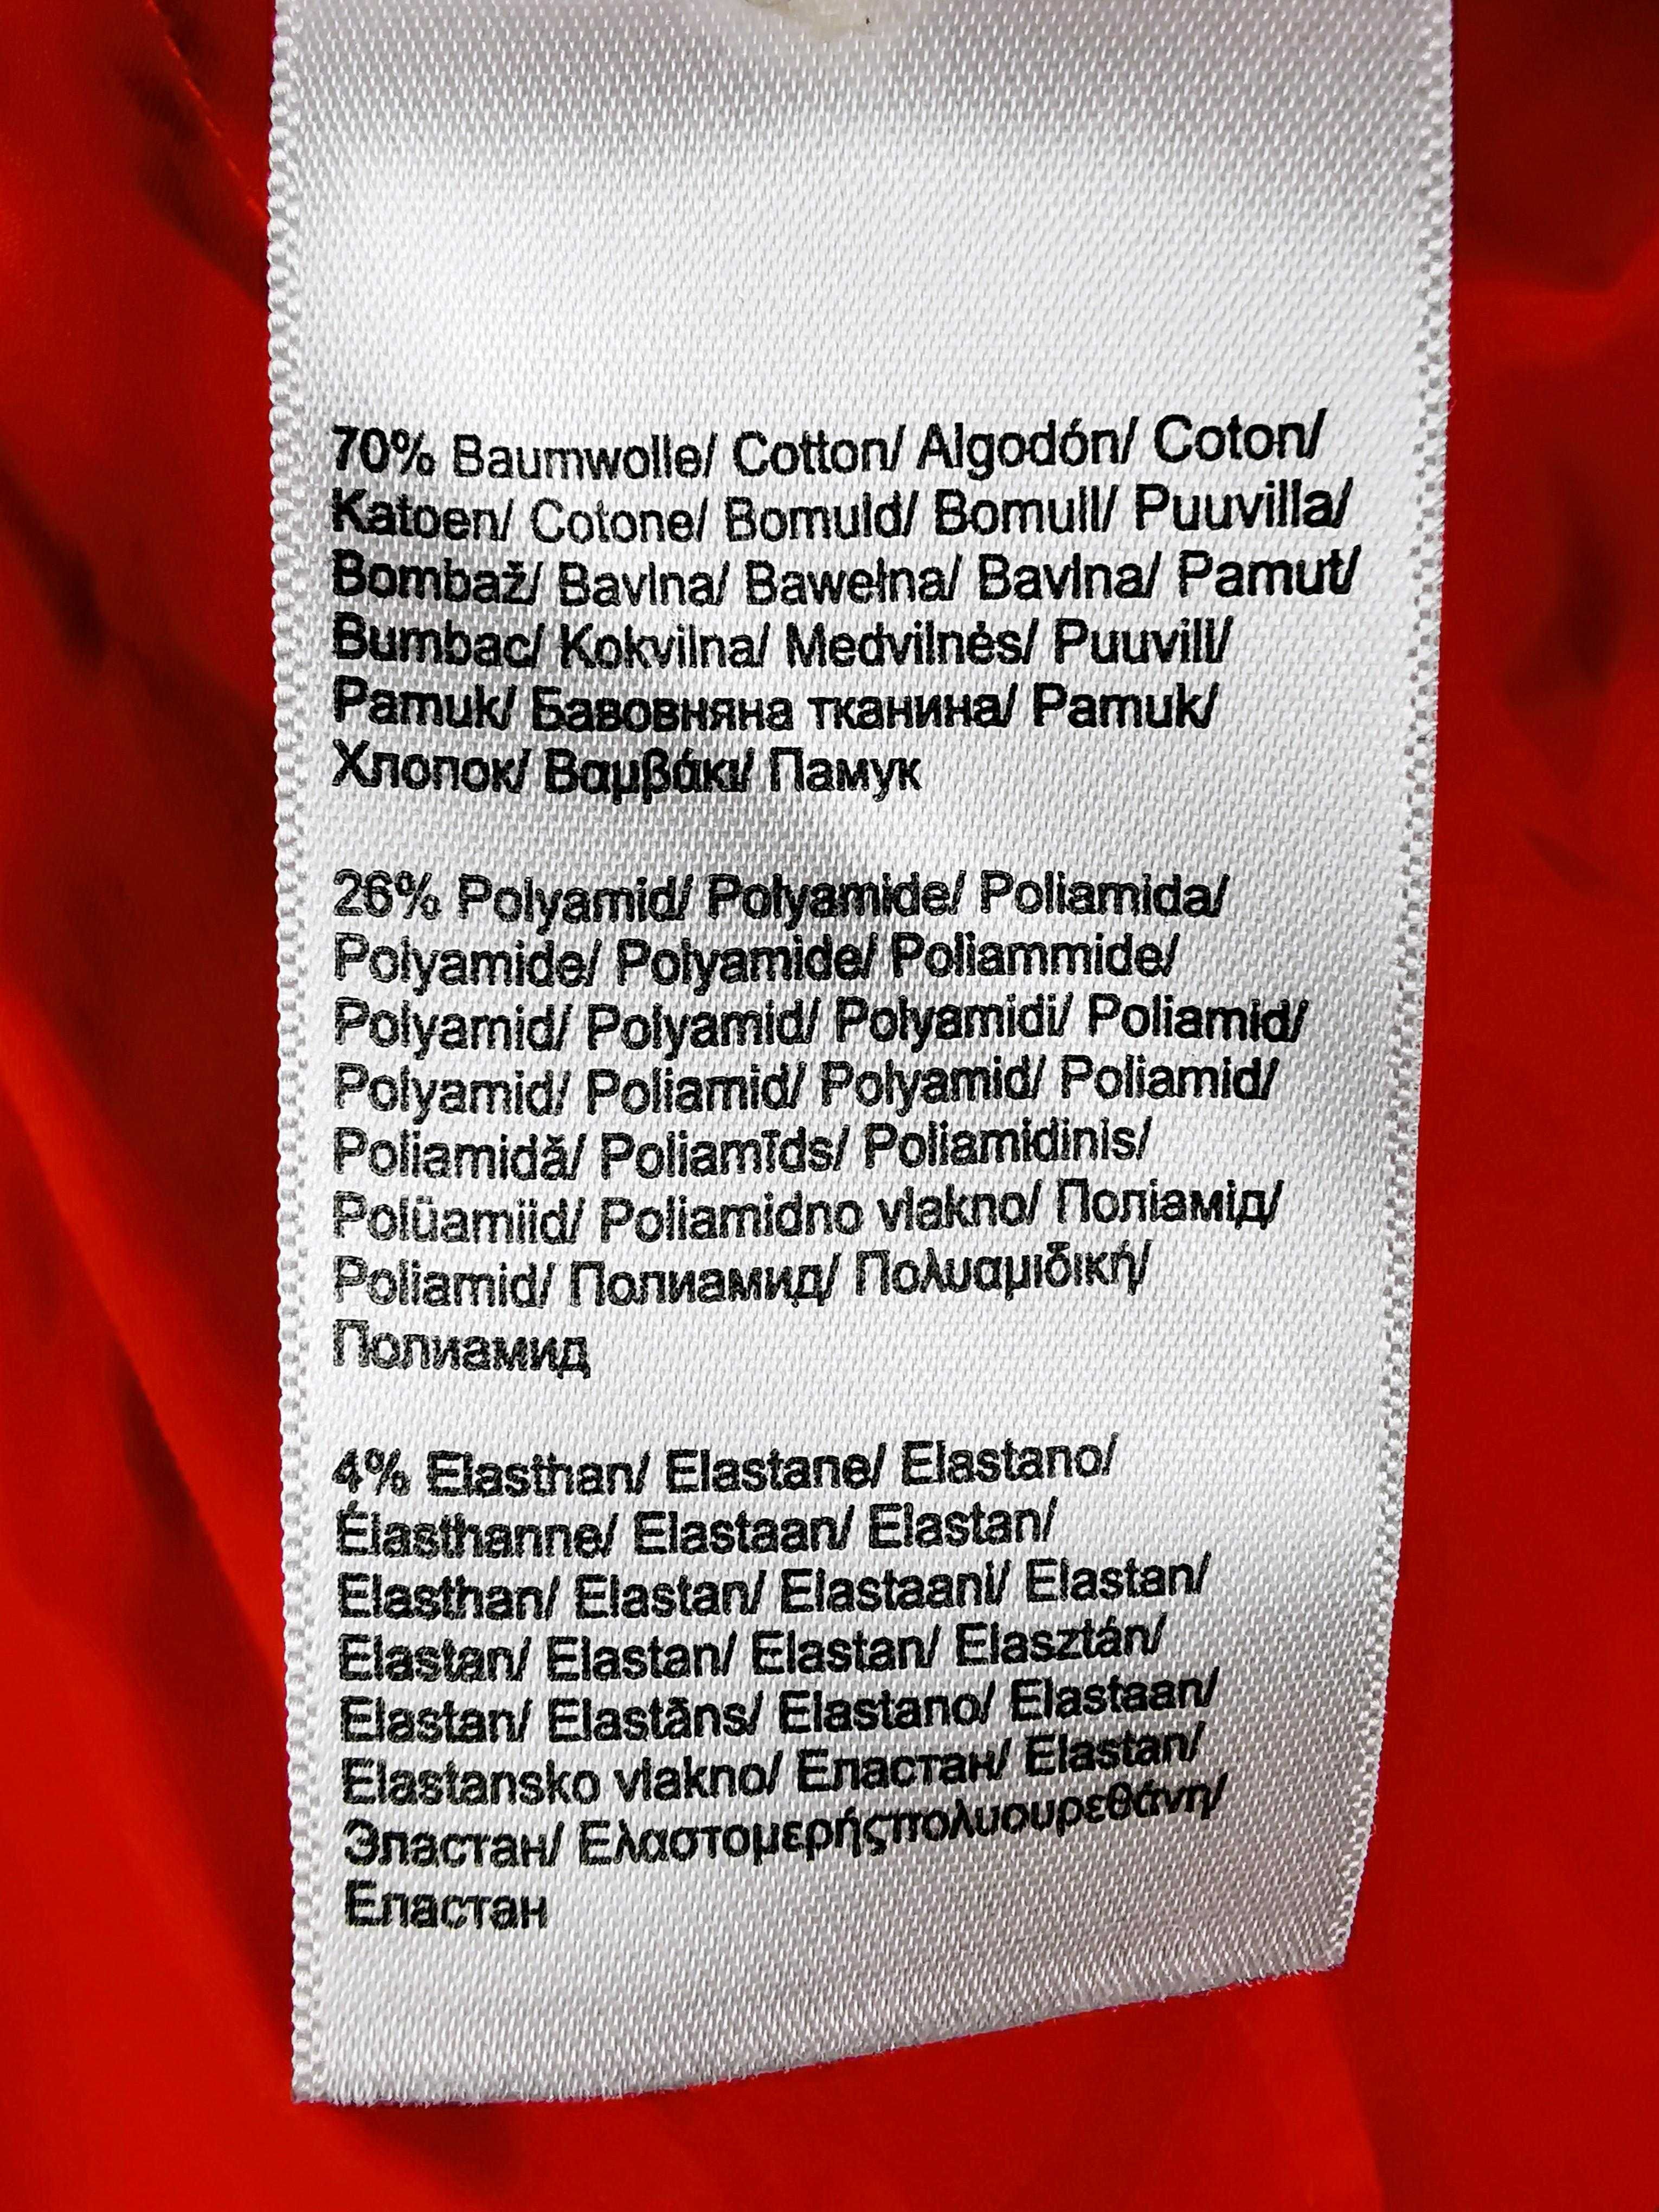 70% Baumwolle/ Cotton/ Algodón/ Coton/
Katoen/ Cotone/ Bomuld/ Bomull/ Puuvilla/
Bombaž/ Bavlna/ Bawełna/ Bavlna/ Pamut/
Bumbac/ Kokvilna/ Medvilnės/ Puuvill/
Pamuk/ Бавовняна тканина/ Pamuk/
Хлопок/ Βαμβάκι/ Памук
26% Polyamid/ Polyamide/ Poliamida/
Polyamide/ Polyamide/ Poliammide/
Polyamid/ Polyamid/ Polyamidi/ Poliamid/
Polyamid/ Poliamid/ Polyamid/ Poliamid/
Poliamidă/ Poliamīds/ Poliamidinis/
Polüamiid/ Poliamidno vlakno/ Поліамід/
Poliamid/ Полиамид/ Πολυαμιδική/
Полиамид
4% Elasthan/ Elastane/ Elastano/
Élasthanne/ Elastaan/ Elastan/
Elasthan/ Elastan/ Elastaani/ Elastan/
Elastan/ Elastan/ Elastan/ Elasztán/
Elastan/ Elastāns/ Elastano/ Elastaan/
Elastansko vlakno/ Еластан/ Elastan/
Эластан/ Ελαστομερήςπολυουρεθάνη/
Еластан